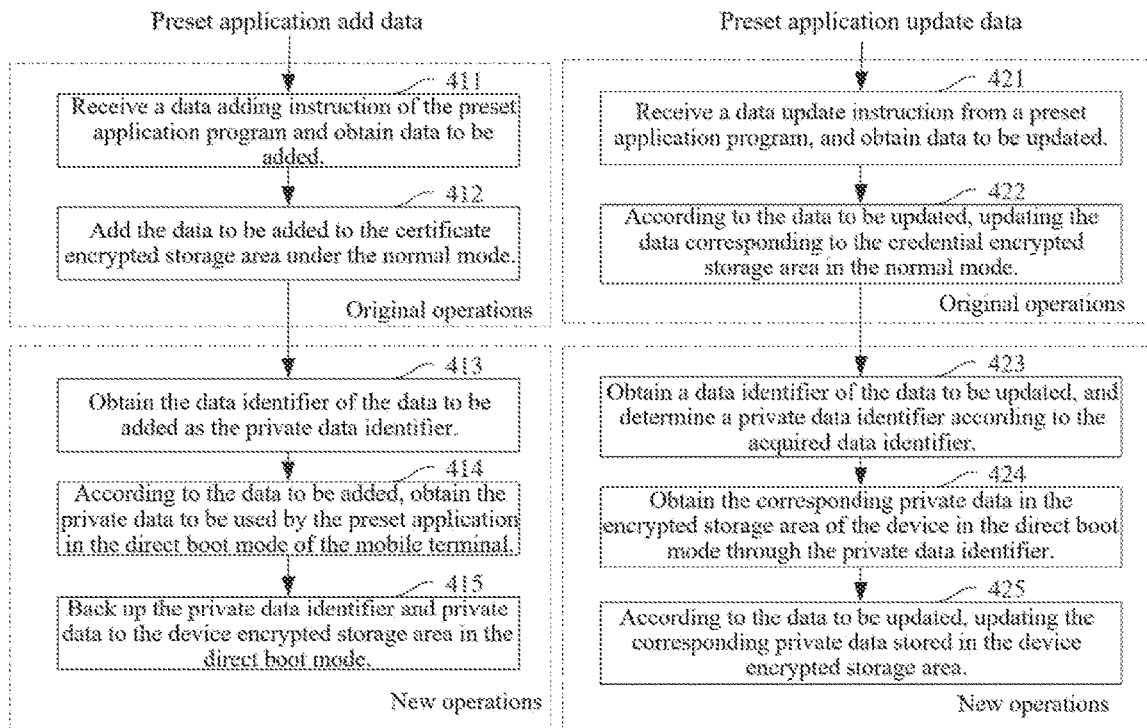 Preset application add data
411
Receive a data adding instruction of the preset
application program and obtain data to be
added.
412
Add the data to be added to the certificate
encrypted storage area under the normal mode.
Original operations
413
Obtain the data identifier of the data to be
added as the private data identifier.
414
According to the data to be added, obtain the
private data to be used by the preset application
in the direct boot mode of the mobile terminal.
415
Back up the private data identifier and private
data to the device encrypted storage area in the
direct boot mode.
New operations
Preset application update data
421
Receive a data update instruction from a preset
application program, and obtain data to be updated.
422
According to the data to be updated, updating the
data corresponding to the credential encrypted
storage area in the normal mode.
Original operations
423
Obtain a data identifier of the data to be updated, and
determine a private data identifier according to the
acquired data identifier.
424
Obtain the corresponding private data in the
encrypted storage area of the device in the direct boot
mode through the private data identifier.
425
According to the data to be updated, updating the
corresponding private data stored in the device
encrypted storage area.
New operations